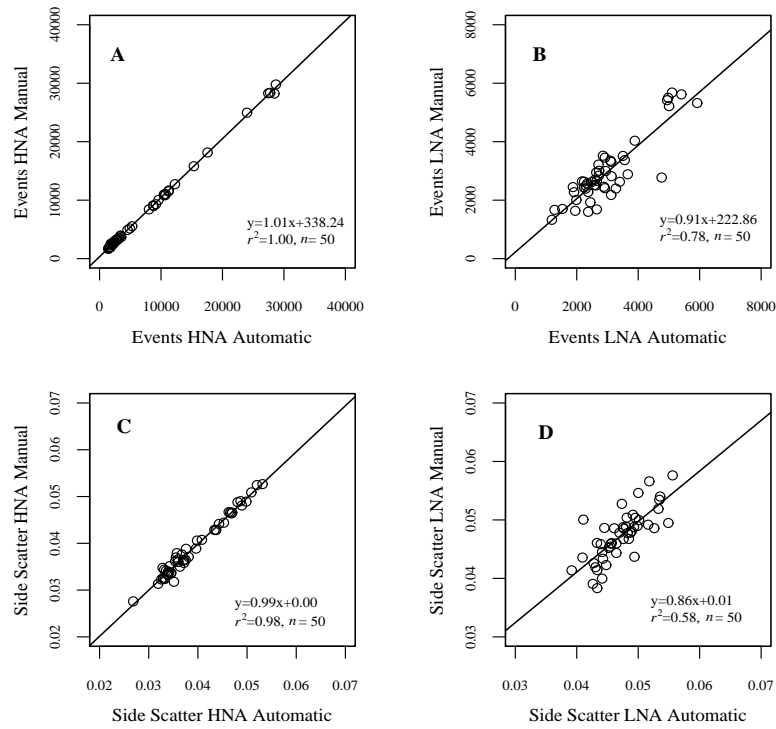 A
Events HNA Manual
0 10000 20000 30000 40000
y=1.01x+338.24
r²=1.00, n= 50
0 10000 20000 30000 40000
Events HNA Automatic
B
Events LNA Manual
0 2000 4000 6000 8000
y=0.91x+222.86
r²=0.78, n= 50
0 2000 4000 6000 8000
Events LNA Automatic
C
Side Scatter HNA Manual
0.02 0.03 0.04 0.05 0.06 0.07
y=0.99x+0.00
r²=0.98, n= 50
0.02 0.03 0.04 0.05 0.06 0.07
Side Scatter HNA Automatic
D
Side Scatter LNA Manual
0.03 0.04 0.05 0.06 0.07
y=0.86x+0.01
r²=0.58, n= 50
0.03 0.04 0.05 0.06 0.07
Side Scatter LNA Automatic